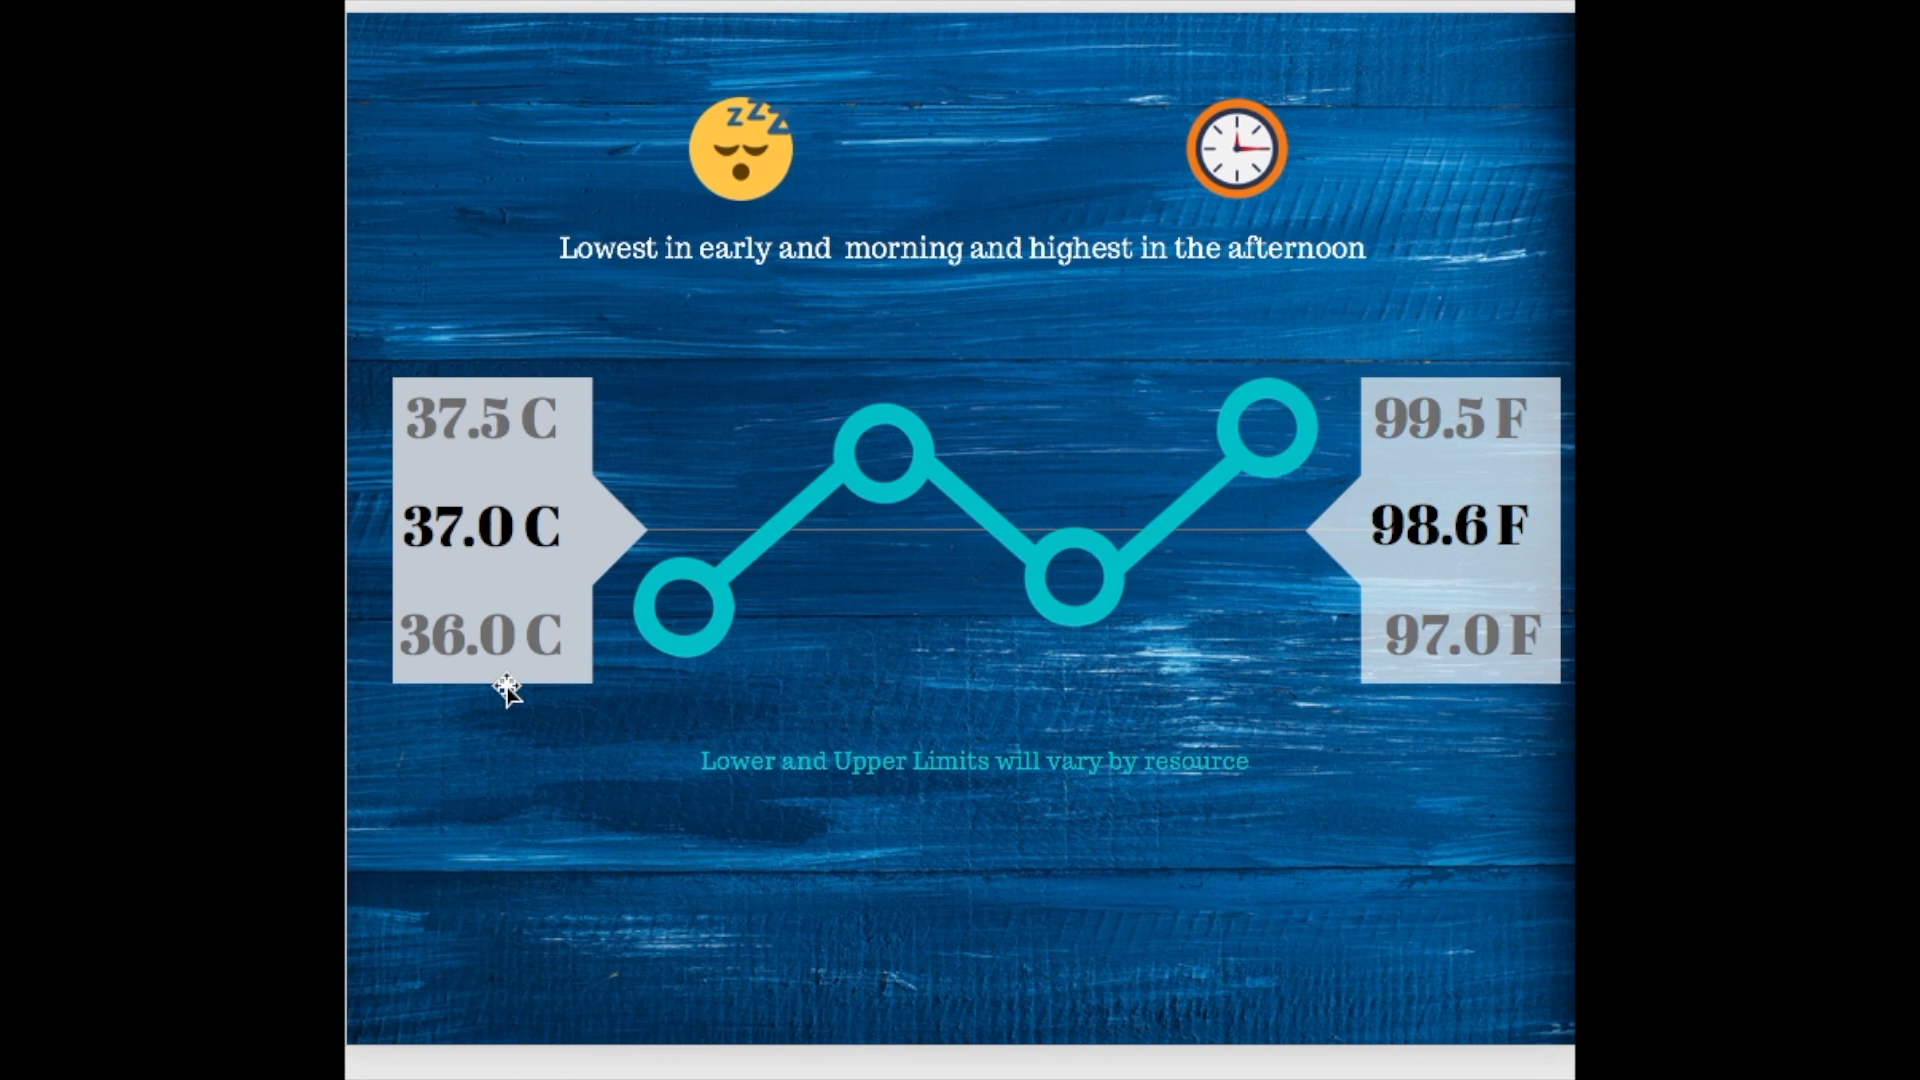 Lowest in early and  morning and highest in the afternoon
37.5 C
37.0 C
36.0 C
99.5 F
98.6 F
97.0 F
Lower and Upper Limits will vary by resource